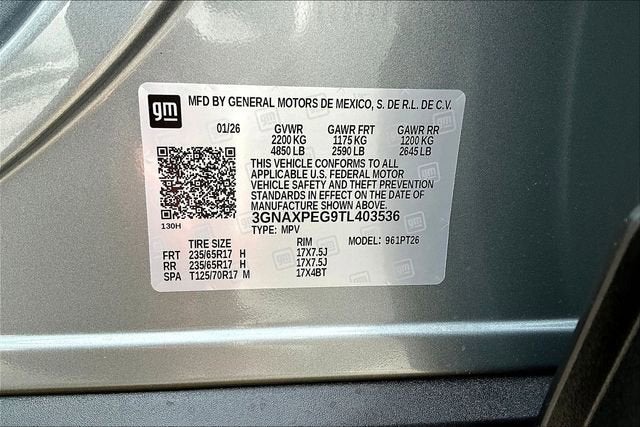 gm MFD BY GENERAL MOTORS DE MEXICO, S. DE R.L. DE C.V.
01/26 GVWR GAWR FRT GAWR RR
2200 KG 1175 KG 1200 KG
4850 LB 2590 LB 2645 LB
THIS VEHICLE CONFORMS TO ALL
APPLICABLE U.S. FEDERAL MOTOR
VEHICLE SAFETY AND THEFT PREVENTION
STANDARDS IN EFFECT ON THE DATE OF
MANUFACTURE SHOWN ABOVE.
3GNAXPEG9TL403536
130H
TYPE: MPV MODEL: 961PT26
TIRE SIZE RIM
FRT 235/65R17 H 17X7.5J
RR 235/65R17 H 17X7.5J
SPA T125/70R17 M 17X4BT